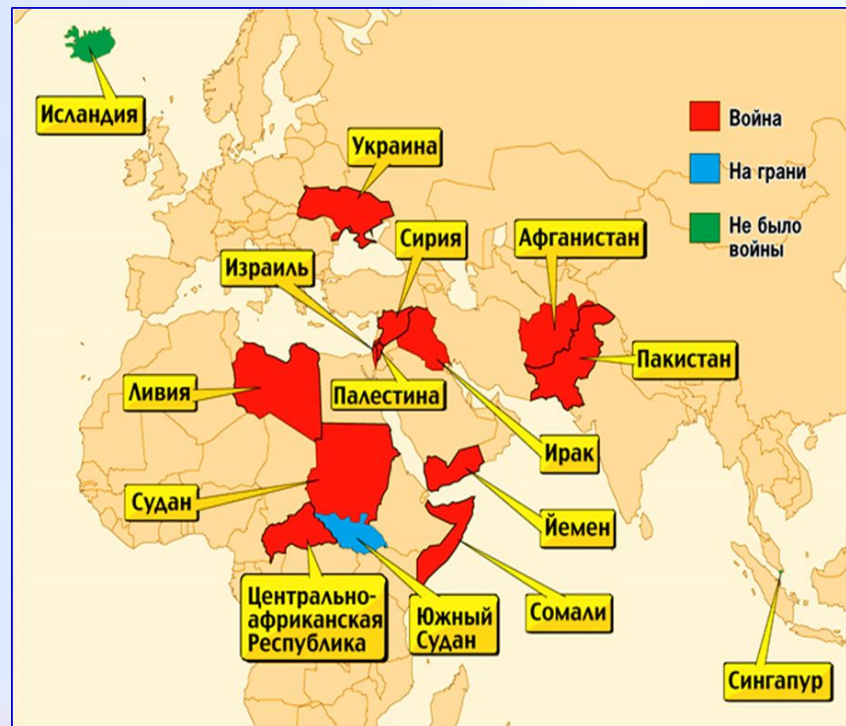 Исландия
Украина
Война
На грани
Не было
войны
Сирия
Афганистан
Израиль
Пакистан
Ливия
Палестина
Ирак
Судан
Йемен
Центрально-
африканская
Республика
Южный
Судан
Сомали
Сингапур